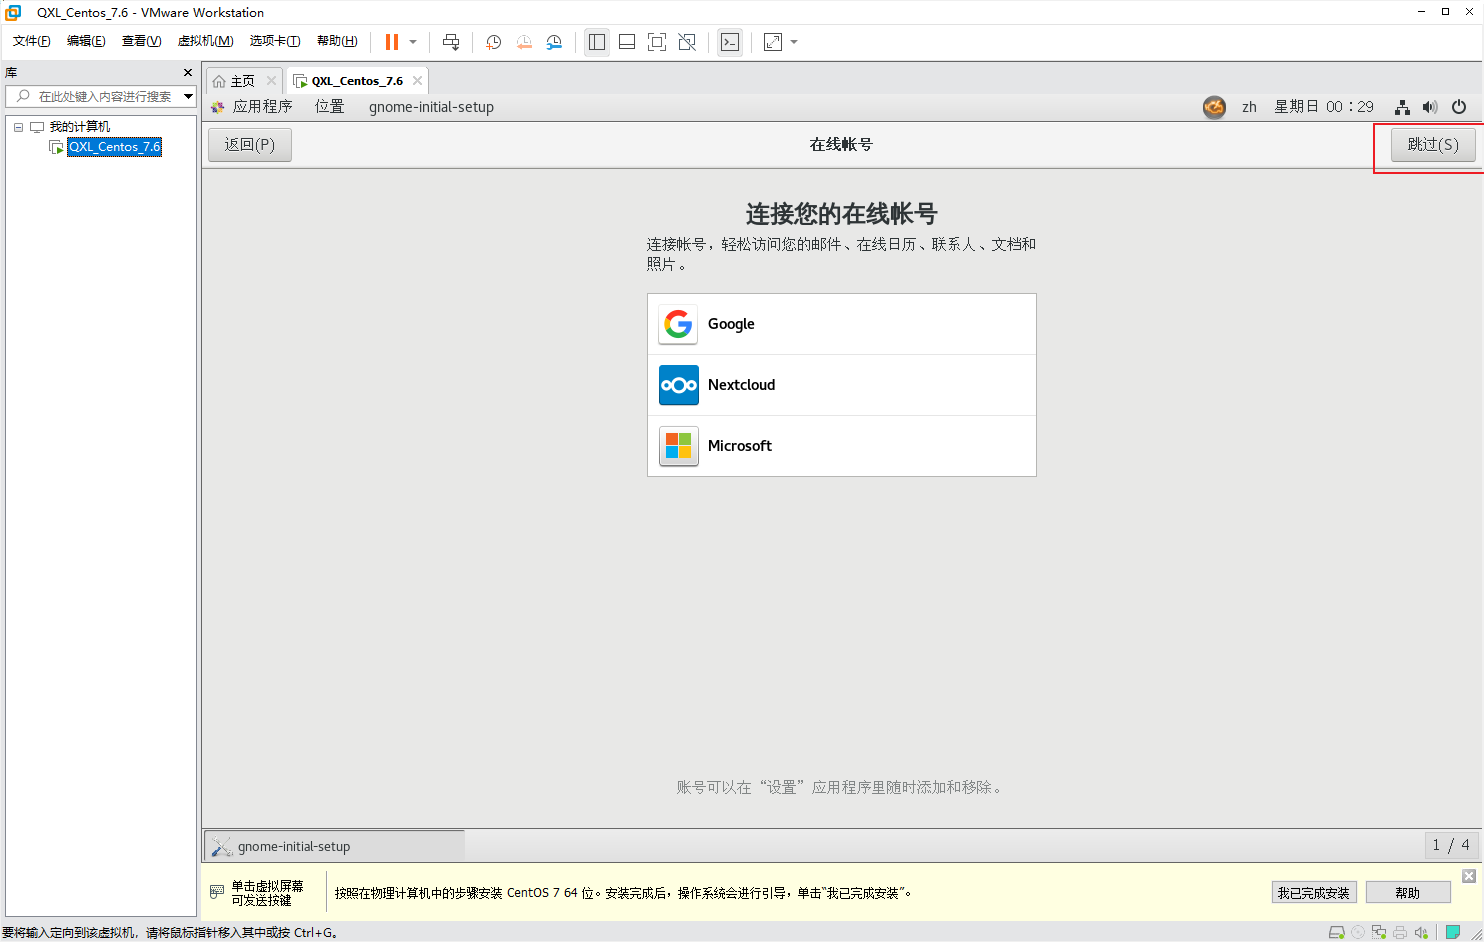 QXL_Centos_7.6 - VMware Workstation
文件(F) 编辑(E) 查看(V) 虚拟机(M) 选项卡(T) 帮助(H)
库
在此处键入内容进行搜索
我的计算机
QXL_Centos_7.6
主页
QXL_Centos_7.6
应用程序 位置 gnome-initial-setup zh 星期日 00：29
返回(P) 在线帐号 跳过(S)
连接您的在线帐号
连接帐号，轻松访问您的邮件、在线日历、联系人、文档和
照片。
Google
Nextcloud
Microsoft
账号可以在“设置”应用程序里随时添加和移除。
gnome-initial-setup 1 / 4
单击虚拟屏幕
可发送按键
按照在物理计算机中的步骤安装 CentOS 7 64 位。安装完成后，操作系统会进行引导，单击“我已完成安装”。
我已完成安装 帮助
要将输入定向到该虚拟机，请将鼠标指针移入其中或按 Ctrl+G。